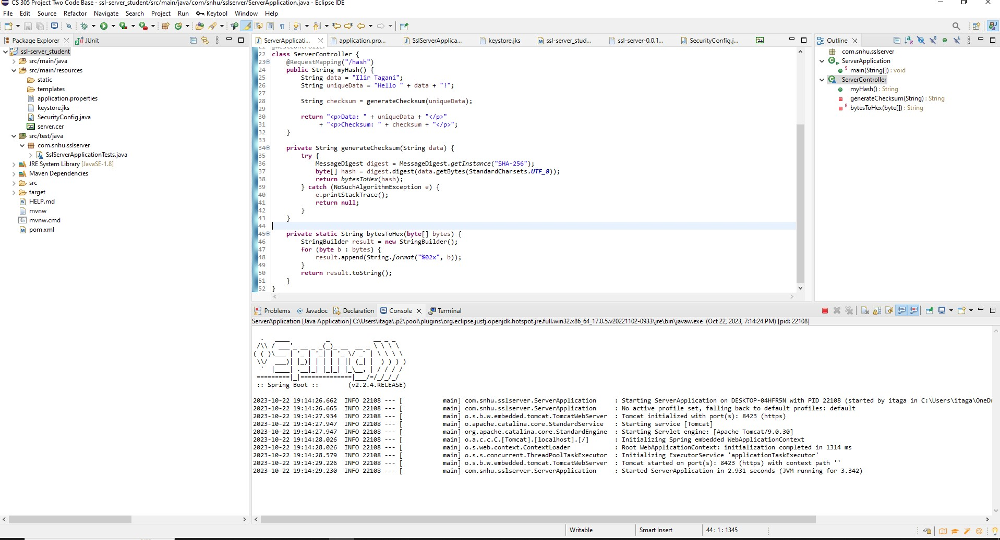 CS 305 Project Two Code Base - ssl-server_student/src/main/java/com/snhu/sslserver/ServerApplication.java - Eclipse IDE
File Edit Source Refactor Navigate Search Project Run Keytool Window Help
Package Explorer JUnit
ssl-server_student
src/main/java
src/main/resources
static
templates
application.properties
keystore.jks
SecurityConfig.java
server.cer
src/test/java
com.snhu.sslserver
SslServerApplicationTests.java
JRE System Library [JavaSE-1.8]
Maven Dependencies
src
target
HELP.md
mvnw
mvnw.cmd
pom.xml
ServerApplicati... application.pro... SslServerApplica... keystore.jks ssl-server_stud... ssl-server-0.0.1... SecurityConfig.j...
21 @RestController
22 class ServerController {
23 @RequestMapping("/hash")
24 public String myHash() {
25 String data = "Ilir Tagani";
26 String uniqueData = "Hello " + data + "!";
27
28 String checksum = generateChecksum(uniqueData);
29
30 return "<p>Data: " + uniqueData + "</p>"
31 + "<p>Checksum: " + checksum + "</p>";
32 }
33
34 private String generateChecksum(String data) {
35 try {
36 MessageDigest digest = MessageDigest.getInstance("SHA-256");
37 byte[] hash = digest.digest(data.getBytes(StandardCharsets.UTF_8));
38 return bytesToHex(hash);
39 } catch (NoSuchAlgorithmException e) {
40 e.printStackTrace();
41 return null;
42 }
43 }
44
45 private static String bytesToHex(byte[] bytes) {
46 StringBuilder result = new StringBuilder();
47 for (byte b : bytes) {
48 result.append(String.format("%02x", b));
49 }
50 return result.toString();
51 }
52 }
Outline
com.snhu.sslserver
ServerApplication
main(String[]) : void
ServerController
myHash() : String
generateChecksum(String) : String
bytesToHex(byte[]) : String
Problems Javadoc Declaration Console Terminal
ServerApplication [Java Application] C:\Users\itaga\.p2\pool\plugins\org.eclipse.justj.openjdk.hotspot.jre.full.win32.x86_64_17.0.5.v20221102-0933\jre\bin\javaw.exe (Oct 22, 2023, 7:14:24 PM) [pid: 22108]
Spring
:: Spring Boot :: (v2.2.4.RELEASE)
2023-10-22 19:14:26.662 INFO 22108 --- [ main] com.snhu.sslserver.ServerApplication : Starting ServerApplication on DESKTOP-04HFR5N with PID 22108 (started by itaga in C:\Users\itaga\OneD
2023-10-22 19:14:26.665 INFO 22108 --- [ main] com.snhu.sslserver.ServerApplication : No active profile set, falling back to default profiles: default
2023-10-22 19:14:27.934 INFO 22108 --- [ main] o.s.b.w.embedded.tomcat.TomcatWebServer : Tomcat initialized with port(s): 8423 (https)
2023-10-22 19:14:27.947 INFO 22108 --- [ main] o.apache.catalina.core.StandardService : Starting service [Tomcat]
2023-10-22 19:14:27.947 INFO 22108 --- [ main] org.apache.catalina.core.StandardEngine : Starting Servlet engine: [Apache Tomcat/9.0.30]
2023-10-22 19:14:28.026 INFO 22108 --- [ main] o.a.c.c.C.[Tomcat].[localhost].[/] : Initializing Spring embedded WebApplicationContext
2023-10-22 19:14:28.026 INFO 22108 --- [ main] o.s.web.context.ContextLoader : Root WebApplicationContext: initialization completed in 1314 ms
2023-10-22 19:14:28.579 INFO 22108 --- [ main] o.s.s.concurrent.ThreadPoolTaskExecutor : Initializing ExecutorService 'applicationTaskExecutor'
2023-10-22 19:14:29.226 INFO 22108 --- [ main] o.s.b.w.embedded.tomcat.TomcatWebServer : Tomcat started on port(s): 8423 (https) with context path ''
2023-10-22 19:14:29.230 INFO 22108 --- [ main] com.snhu.sslserver.ServerApplication : Started ServerApplication in 2.931 seconds (JVM running for 3.342)
Writable Smart Insert 44 : 1 : 1345